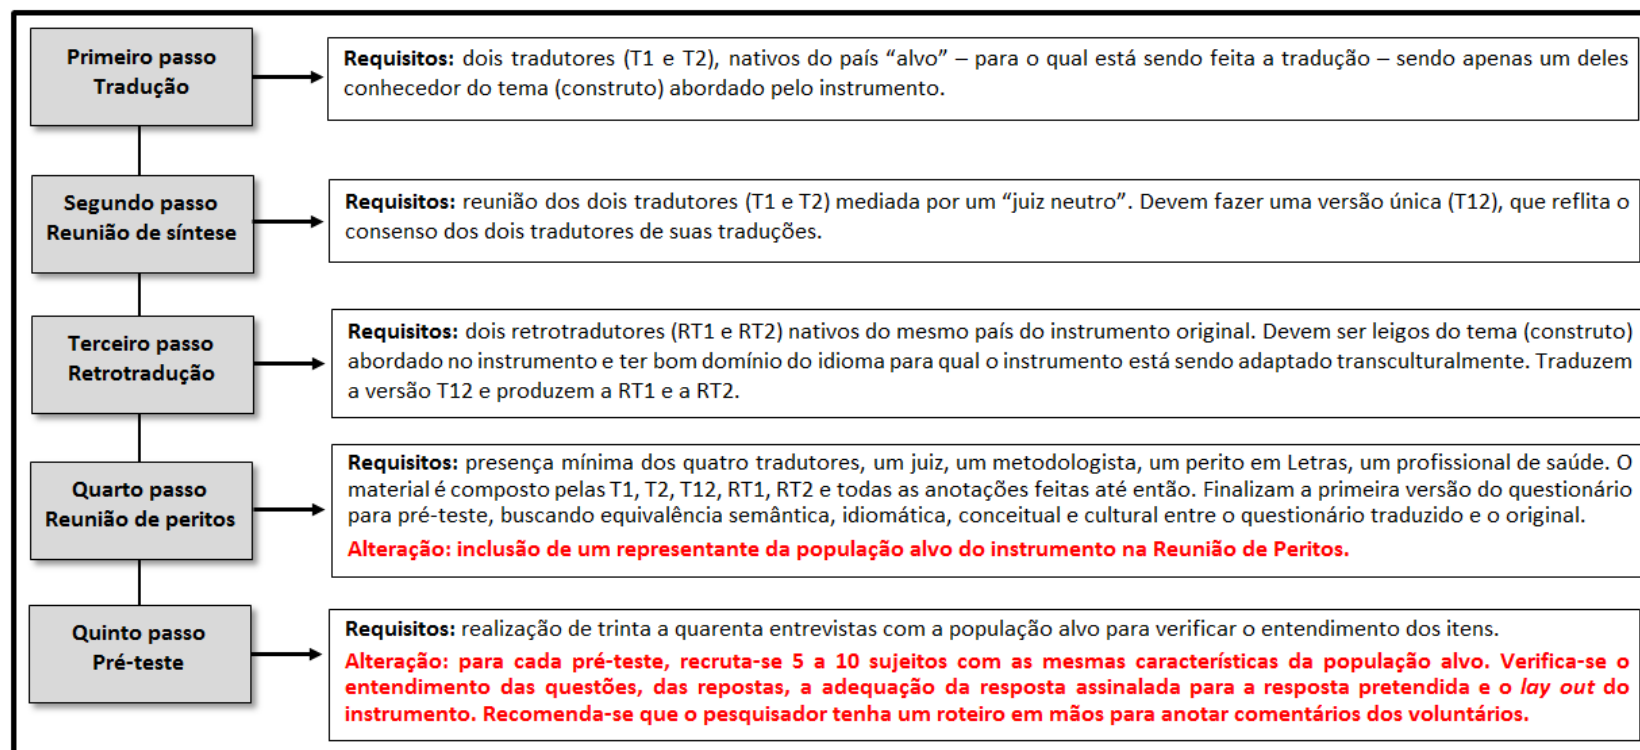 Primeiro passo
Tradução
Requisitos: dois tradutores (T1 e T2), nativos do país “alvo” – para o qual está sendo feita a tradução – sendo apenas um deles
conhecedor do tema (construto) abordado pelo instrumento.
Segundo passo
Reunião de síntese
Requisitos: reunião dos dois tradutores (T1 e T2) mediada por um “juiz neutro”. Devem fazer uma versão única (T12), que reflita o
consenso dos dois tradutores de suas traduções.
Terceiro passo
Retrotradução
Requisitos: dois retrotradutores (RT1 e RT2) nativos do mesmo país do instrumento original. Devem ser leigos do tema (construto)
abordado no instrumento e ter bom domínio do idioma para qual o instrumento está sendo adaptado transculturalmente. Traduzem
a versão T12 e produzem a RT1 e a RT2.
Quarto passo
Reunião de peritos
Requisitos: presença mínima dos quatro tradutores, um juiz, um metodologista, um perito em Letras, um profissional de saúde. O
material é composto pelas T1, T2, T12, RT1, RT2 e todas as anotações feitas até então. Finalizam a primeira versão do questionário
para pré-teste, buscando equivalência semântica, idiomática, conceitual e cultural entre o questionário traduzido e o original.
Alteração: inclusão de um representante da população alvo do instrumento na Reunião de Peritos.
Quinto passo
Pré-teste
Requisitos: realização de trinta a quarenta entrevistas com a população alvo para verificar o entendimento dos itens.
Alteração: para cada pré-teste, recruta-se 5 a 10 sujeitos com as mesmas características da população alvo. Verifica-se o
entendimento das questões, das repostas, a adequação da resposta assinalada para a resposta pretendida e o lay out do
instrumento. Recomenda-se que o pesquisador tenha um roteiro em mãos para anotar comentários dos voluntários.